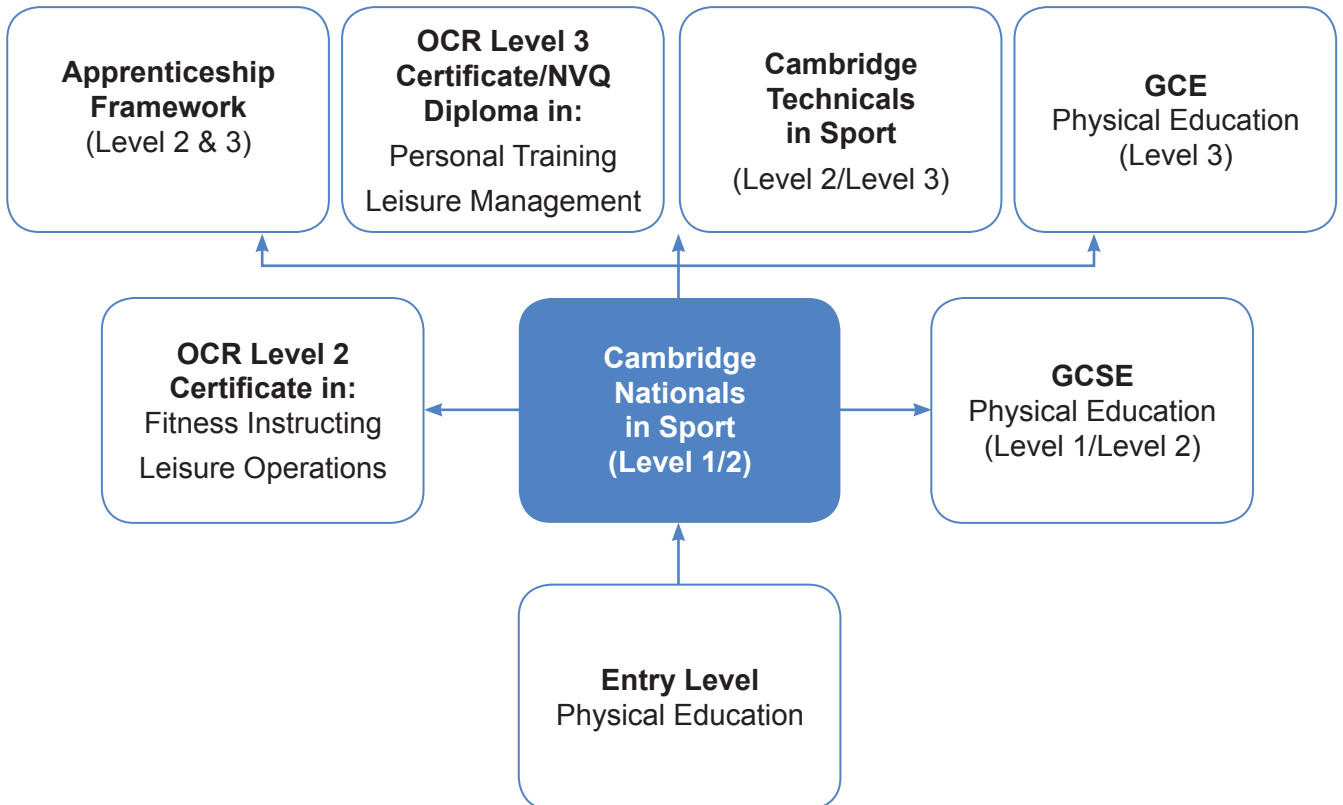 Apprenticeship
Framework
(Level 2 & 3)
OCR Level 3
Certificate/NVQ
Diploma in:
Personal Training
Leisure Management
Cambridge
Technicals
in Sport
(Level 2/Level 3)
GCE
Physical Education
(Level 3)
OCR Level 2
Certificate in:
Fitness Instructing
Leisure Operations
Cambridge
Nationals
in Sport
(Level 1/2)
GCSE
Physical Education
(Level 1/Level 2)
Entry Level
Physical Education